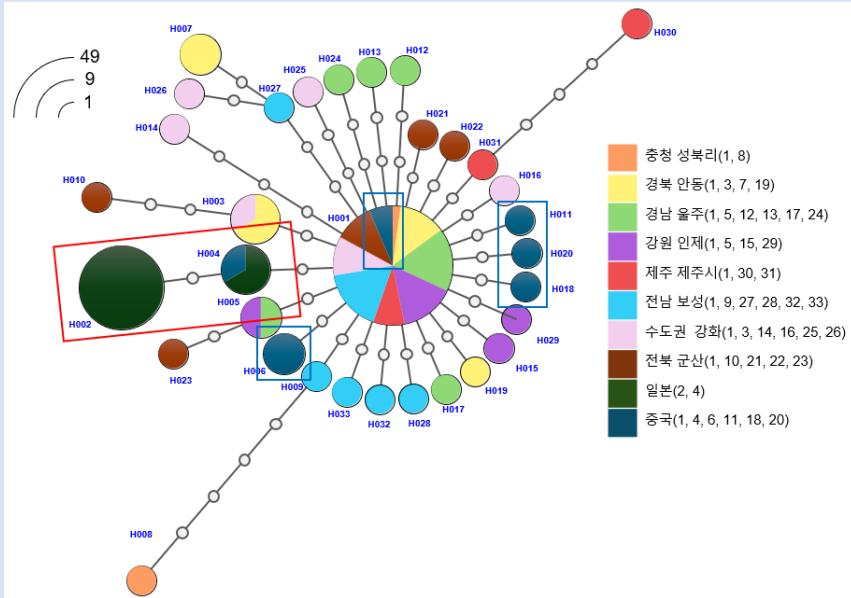 H030
H007
H012
H013
H024
H025
H026
H027
H014
H021
H022
H031
H016
H010
H003
H001
H011
H020
H018
H004
H005
H002
H006
H009
H023
H029
H015
H019
H017
H028
H032
H033
H008
49
9
1
충청 성북리(1, 8)
경북 안동(1, 3, 7, 19)
경남 울주(1, 5, 12, 13, 17, 24)
강원 인제(1, 5, 15, 29)
제주 제주시(1, 30, 31)
전남 보성(1, 9, 27, 28, 32, 33)
수도권 강화(1, 3, 14, 16, 25, 26)
전북 군산(1, 10, 21, 22, 23)
일본(2, 4)
중국(1, 4, 6, 11, 18, 20)